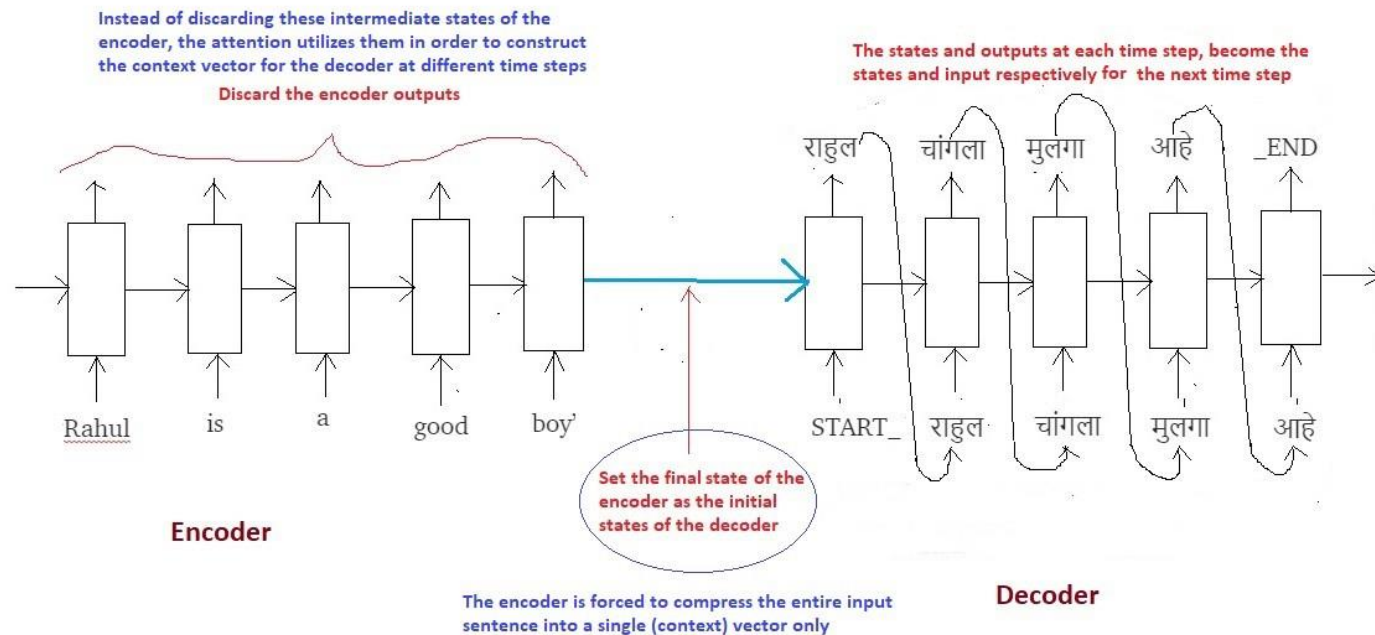 Instead of discarding these intermediate states of the
encoder, the attention utilizes them in order to construct
the context vector for the decoder at different time steps
Discard the encoder outputs
The states and outputs at each time step, become the
states and input respectively for the next time step
राहुल चांगला मुलगा आहे _END
Rahul is a good boy’
START_ राहुल चांगला मुलगा आहे
Set the final state of the
encoder as the initial
states of the decoder
Encoder
Decoder
The encoder is forced to compress the entire input
sentence into a single (context) vector only